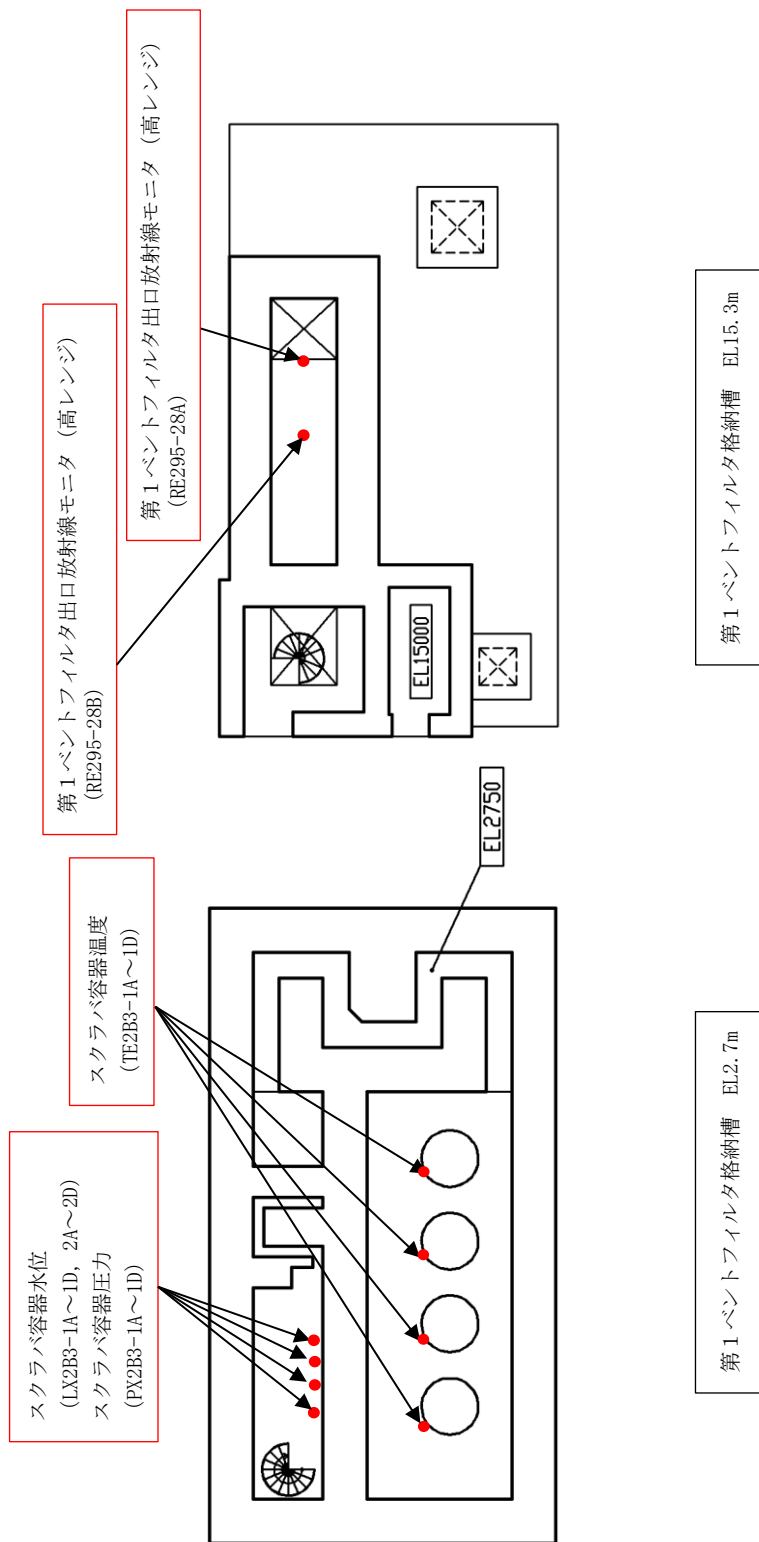 スクラバ容器水位
(LX2B3-1A～1D, 2A～2D)
スクラバ容器圧力
(PX2B3-1A～1D)
スクラバ容器温度
(TE2B3-1A～1D)
EL2750
第１ベントフィルタ格納槽　EL2.7m
第１ベントフィルタ出口放射線モニタ（高レンジ）
(RE295-28B)
第１ベントフィルタ出口放射線モニタ（高レンジ）
(RE295-28A)
EL15000
第１ベントフィルタ格納槽　EL15.3m